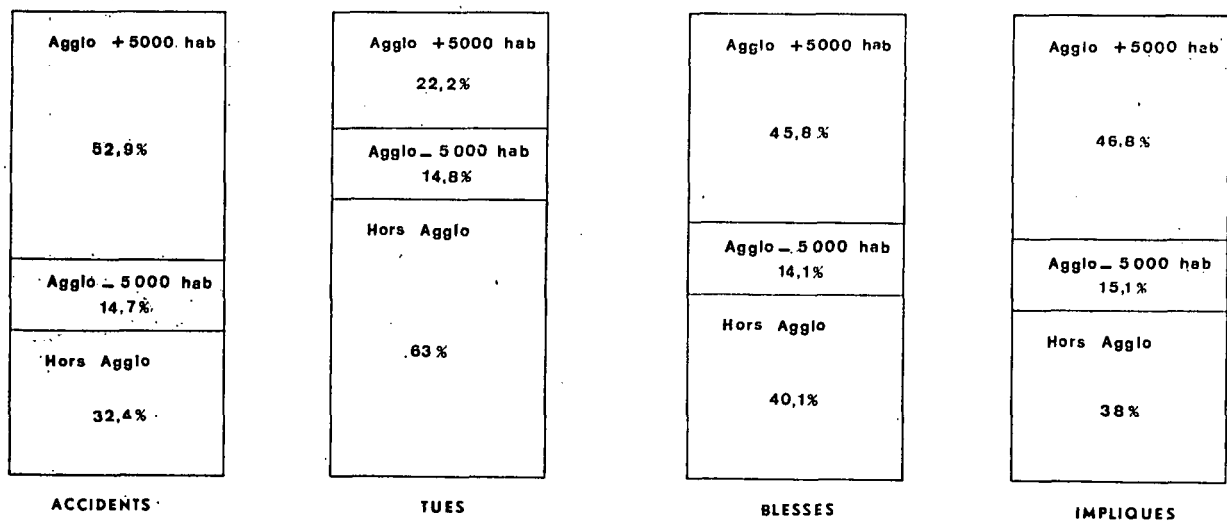 Agglo +5000 hab
52,9%
Agglo – 5000 hab
14,7%
Hors Agglo
32,4%
ACCIDENTS
Agglo +5000 hab
22,2%
Agglo – 5000 hab
14,8%
Hors Agglo
63%
TUES
Agglo +5000 hab
45,8%
Agglo – 5000 hab
14,1%
Hors Agglo
40,1%
BLESSES
Agglo +5000 hab
46,8%
Agglo – 5000 hab
15,1%
Hors Agglo
38%
IMPLIQUES